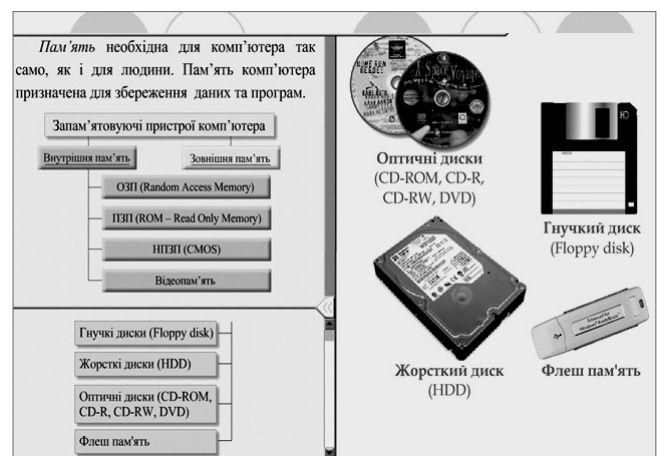 Пам’ять необхідна для комп’ютера так
само, як і для людини. Пам’ять комп’ютера
призначена для збереження даних та програм.
Запам’ятовуючі пристрої комп’ютера
Внутрішня пам’ять
Зовнішня пам’ять
ОЗП (Random Access Memory)
ПЗП (ROM – Read Only Memory)
НПЗП (CMOS)
Відеопам’ять
Гнучкі диски (Floppy disk)
Жорсткі диски (HDD)
Оптичні диски (CD-ROM,
CD-R, CD-RW, DVD)
Флеш пам'ять
Оптичні диски
(CD-ROM, CD-R,
CD-RW, DVD)
Гнучкий диск
(Floppy disk)
Жорсткий диск
(HDD)
Флеш пам'ять